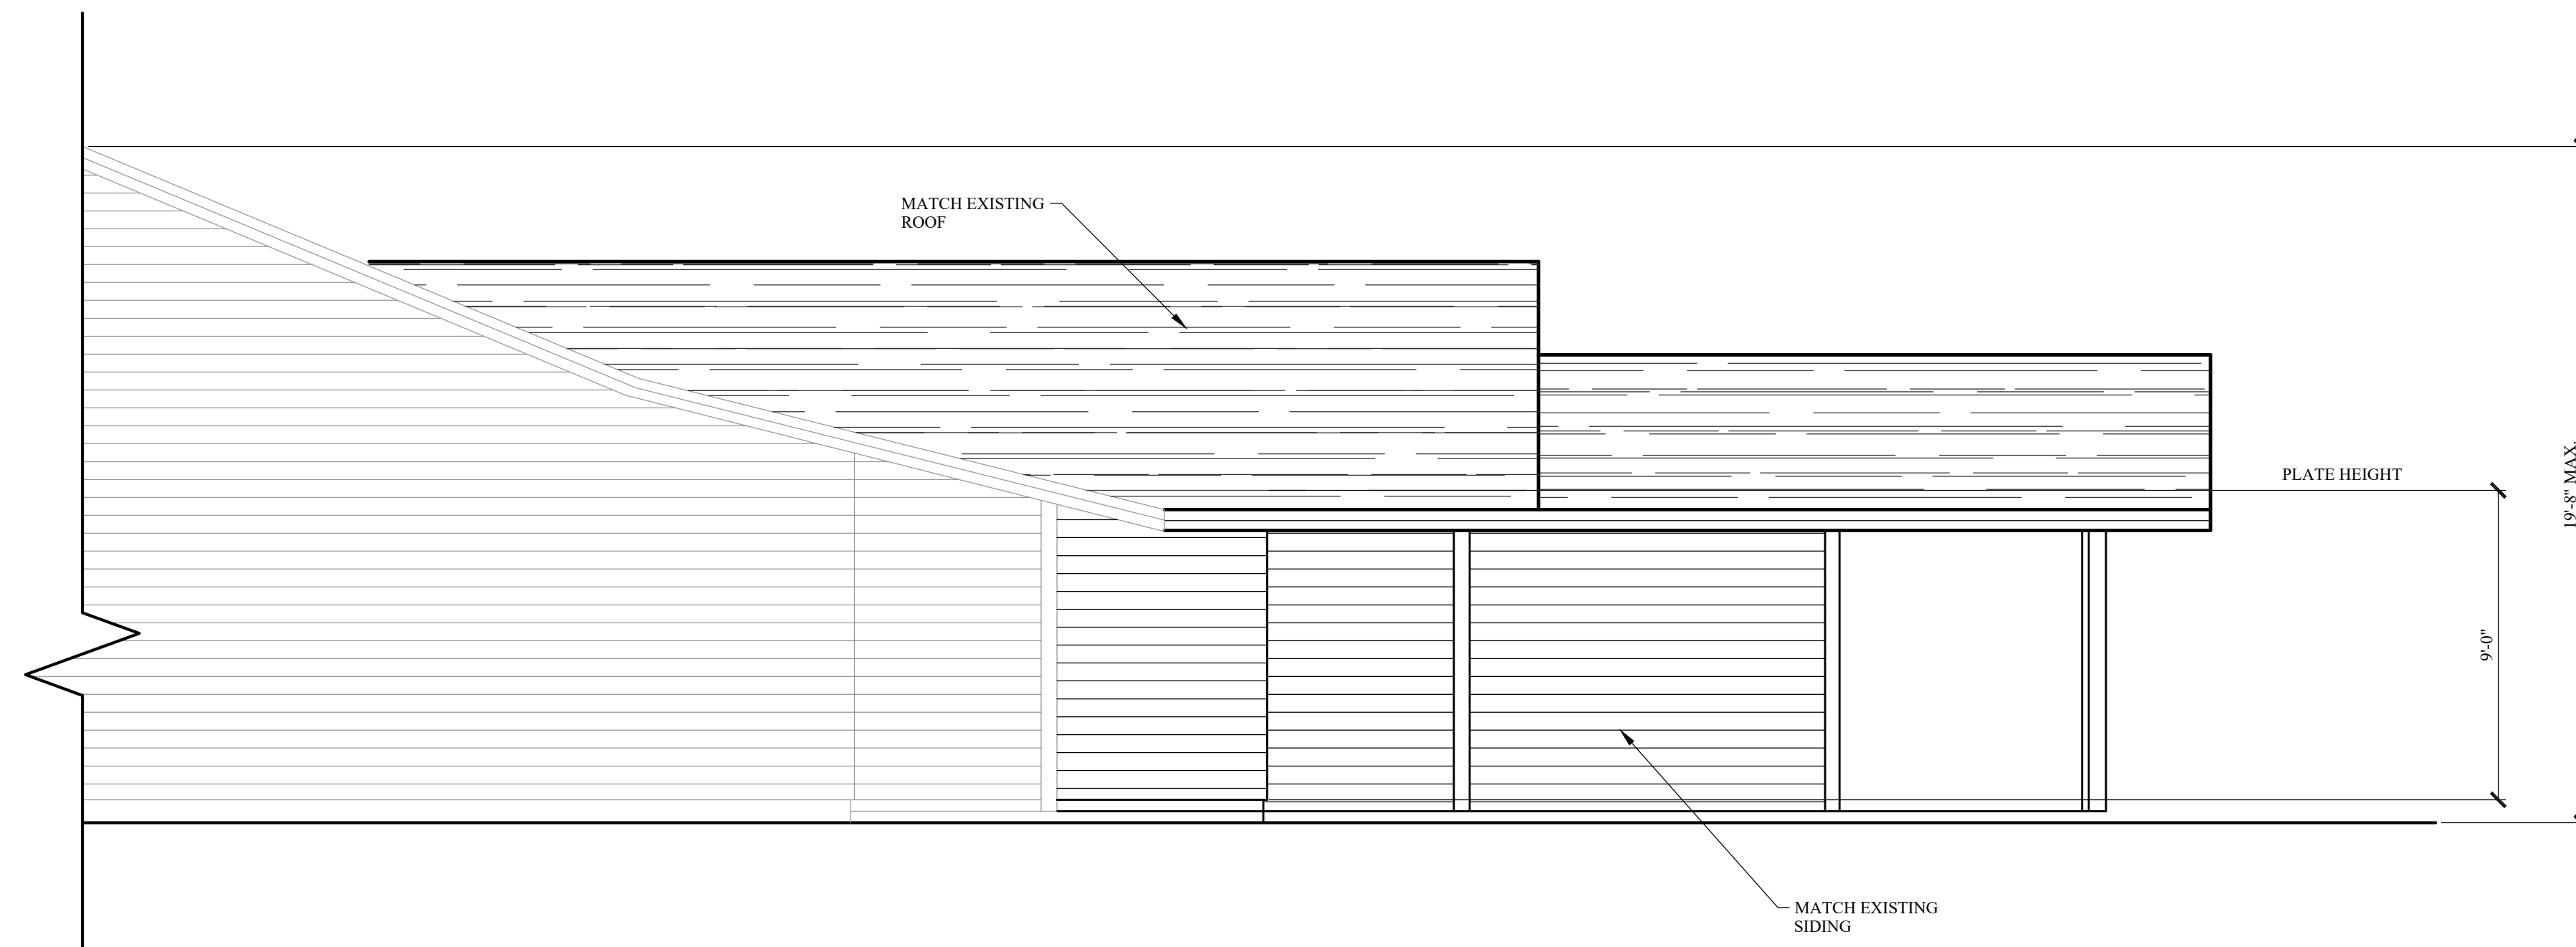 MATCH EXISTING
ROOF
PLATE HEIGHT
19'-8" MAX.
9'-0"
MATCH EXISTING
SIDING